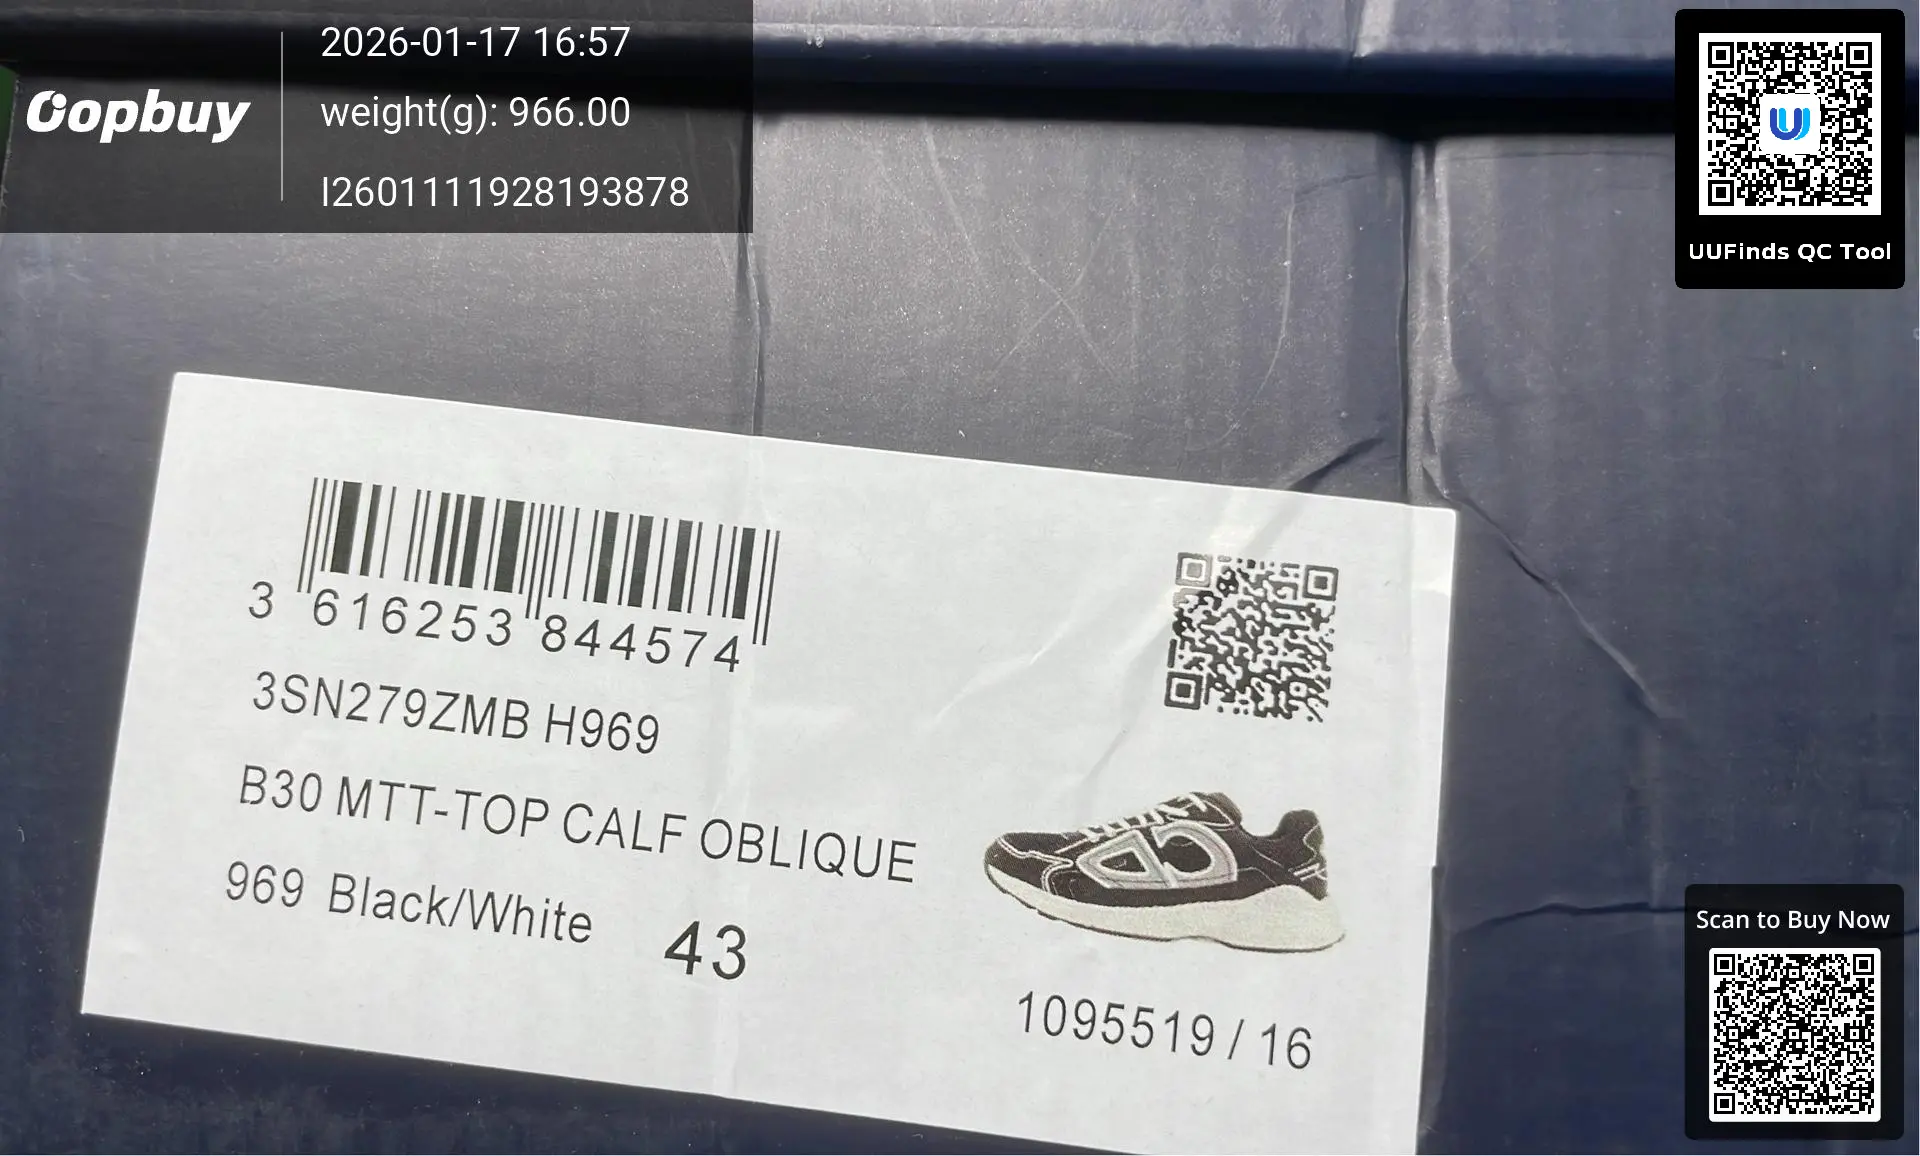 2026-01-17 16:57
Oopbuy
weight(g): 966.00
I2601111928193878
UUFinds QC Tool
3 616253 844574
3SN279ZMB H969
B30 MTT-TOP CALF OBLIQUE
969 Black/White 43
1095519 / 16
Scan to Buy Now